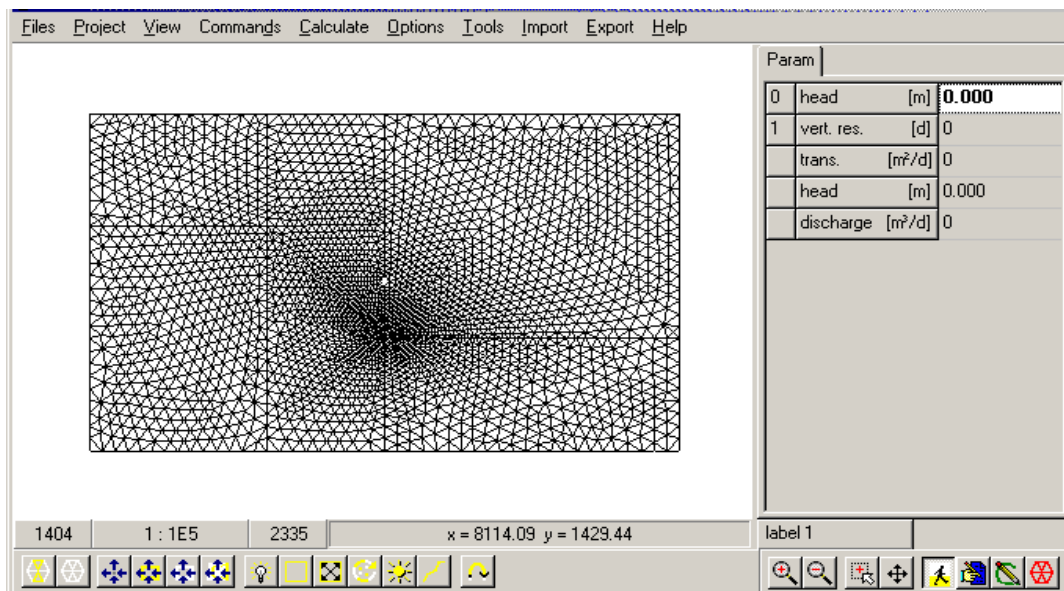 Files Project View Commands Calculate Options Tools Import Export Help
Param
0 head [m] 0.000
1 vert. res. [d] 0
trans. [m²/d] 0
head [m] 0.000
discharge [m³/d] 0
1404 1 : 1E5 2335 x = 8114.09 y = 1429.44 label 1